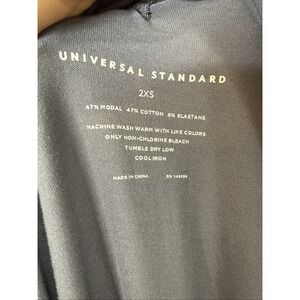 UNIVERSAL STANDARD
2XS
47% MODAL 47% COTTON 6% ELASTANE
MACHINE WASH WARM WITH LIKE COLORS
ONLY NON-CHLORINE BLEACH
TUMBLE DRY LOW
COOL IRON
MADE IN CHINA RN